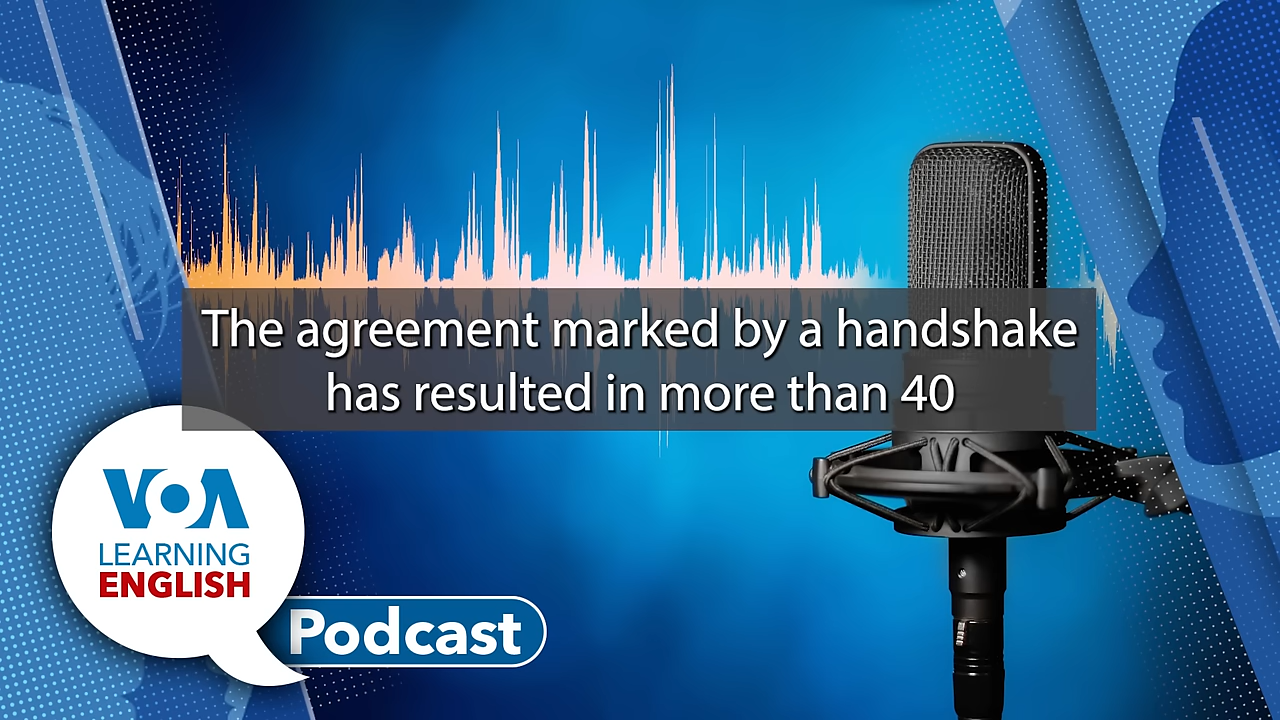 The agreement marked by a handshake
has resulted in more than 40
VOA
LEARNING
ENGLISH
Podcast